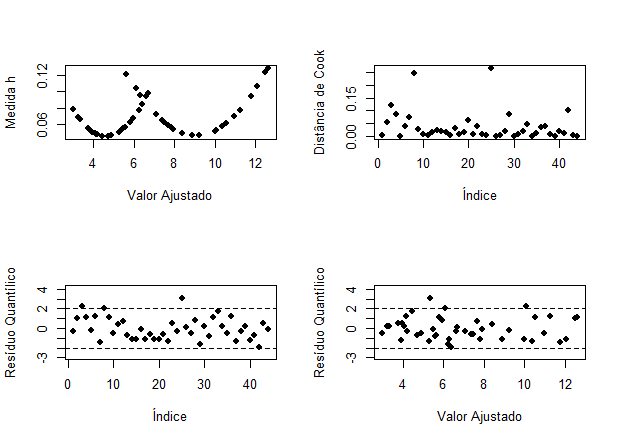 Medida h
0.06 0.12
4 6 8 10 12
Valor Ajustado
Distância de Cook
0.00 0.15
0 10 20 30 40
Índice
Resíduo Quantílico
-3 0 2 4
0 10 20 30 40
Índice
Resíduo Quantílico
-3 0 2 4
4 6 8 10 12
Valor Ajustado